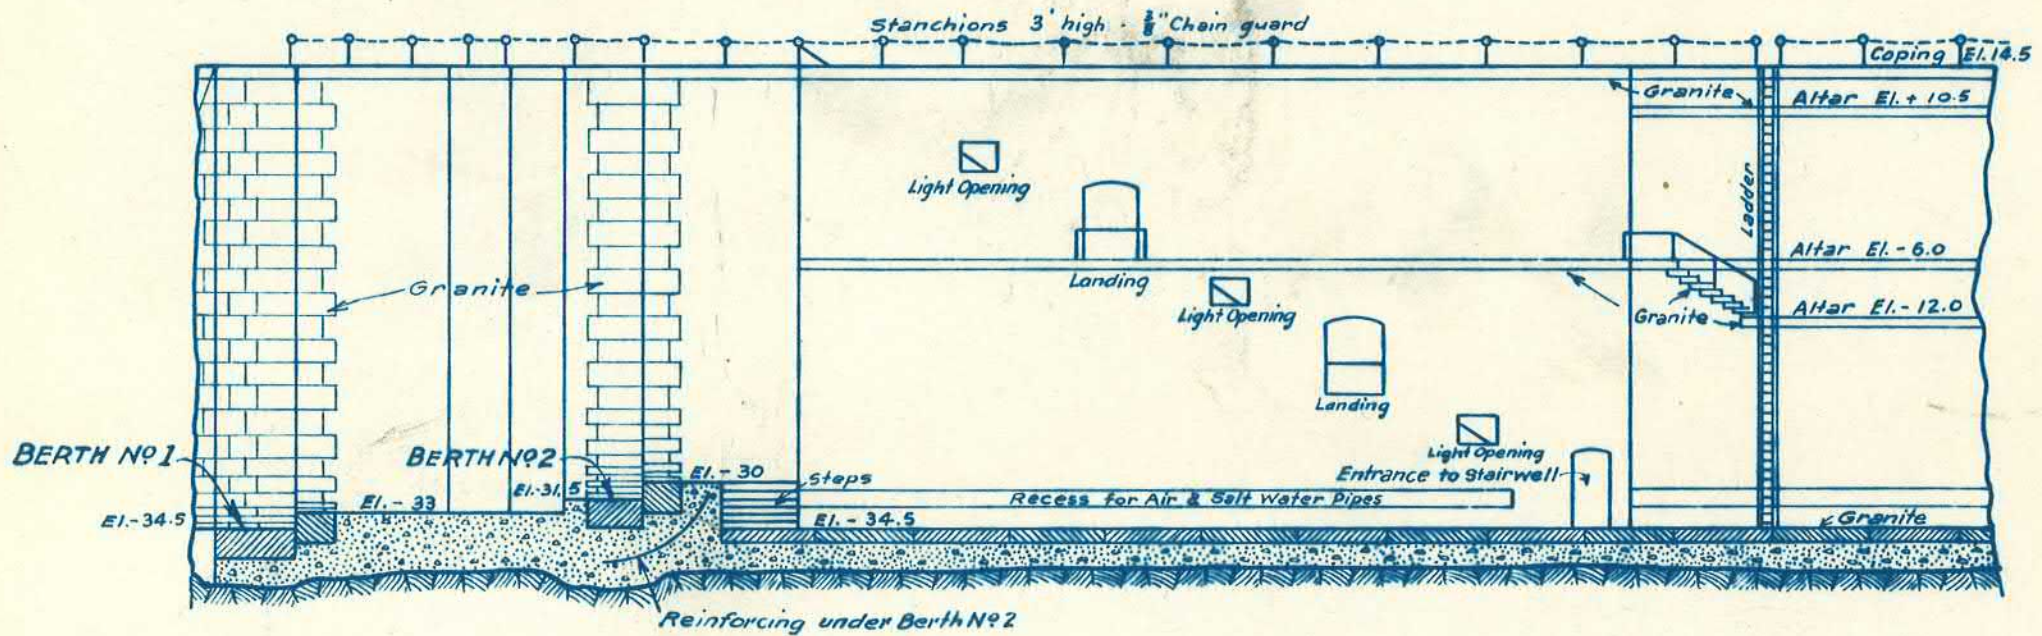 Stanchions 3' high - 3/8" Chain guard
Coping El. 14.5
Granite
Altar El. + 10.5
Light Opening
Ladder
Altar El. - 6.0
Landing
Granite
Light Opening
Granite
Altar El. - 12.0
Landing
BERTH Nº 1
BERTH Nº 2
El. - 30
Light Opening
Steps
Entrance to Stairwell
El. - 33
El.-31.5
Recess for Air & Salt Water Pipes
El.-34.5
El. - 34.5
Granite
Reinforcing under Berth Nº 2